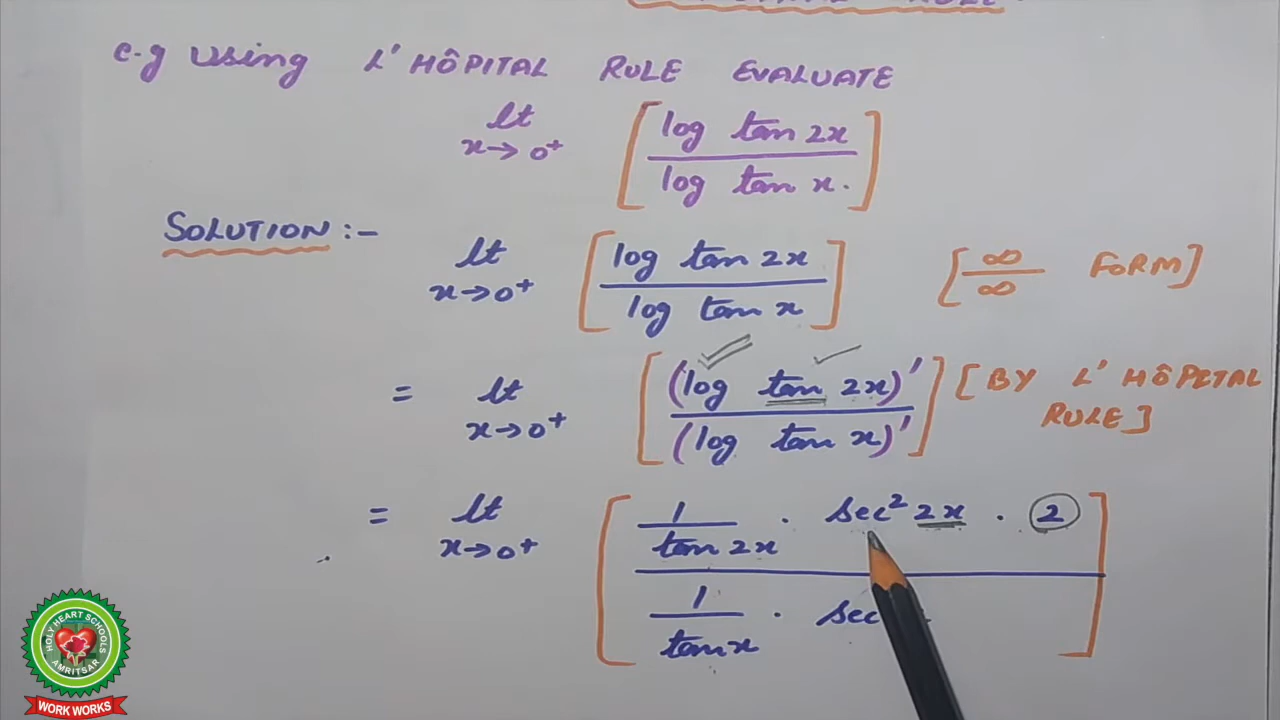 e.g Using L' HÔPITAL RULE EVALUATE
lt x→0⁺ [log tan 2x / log tan x.]
SOLUTION :-
lt x→0⁺ [log tan 2x / log tan x] [∞/∞ FORM]
= lt x→0⁺ [(log tan 2x)' / (log tan x)'] [BY L' HÔPITAL RULE]
= lt x→0⁺ [1/tan 2x · sec² 2x · 2 / 1/tan x · sec]
HOLY HEART SCHOOLS
AMRITSAR
WORK WORKS